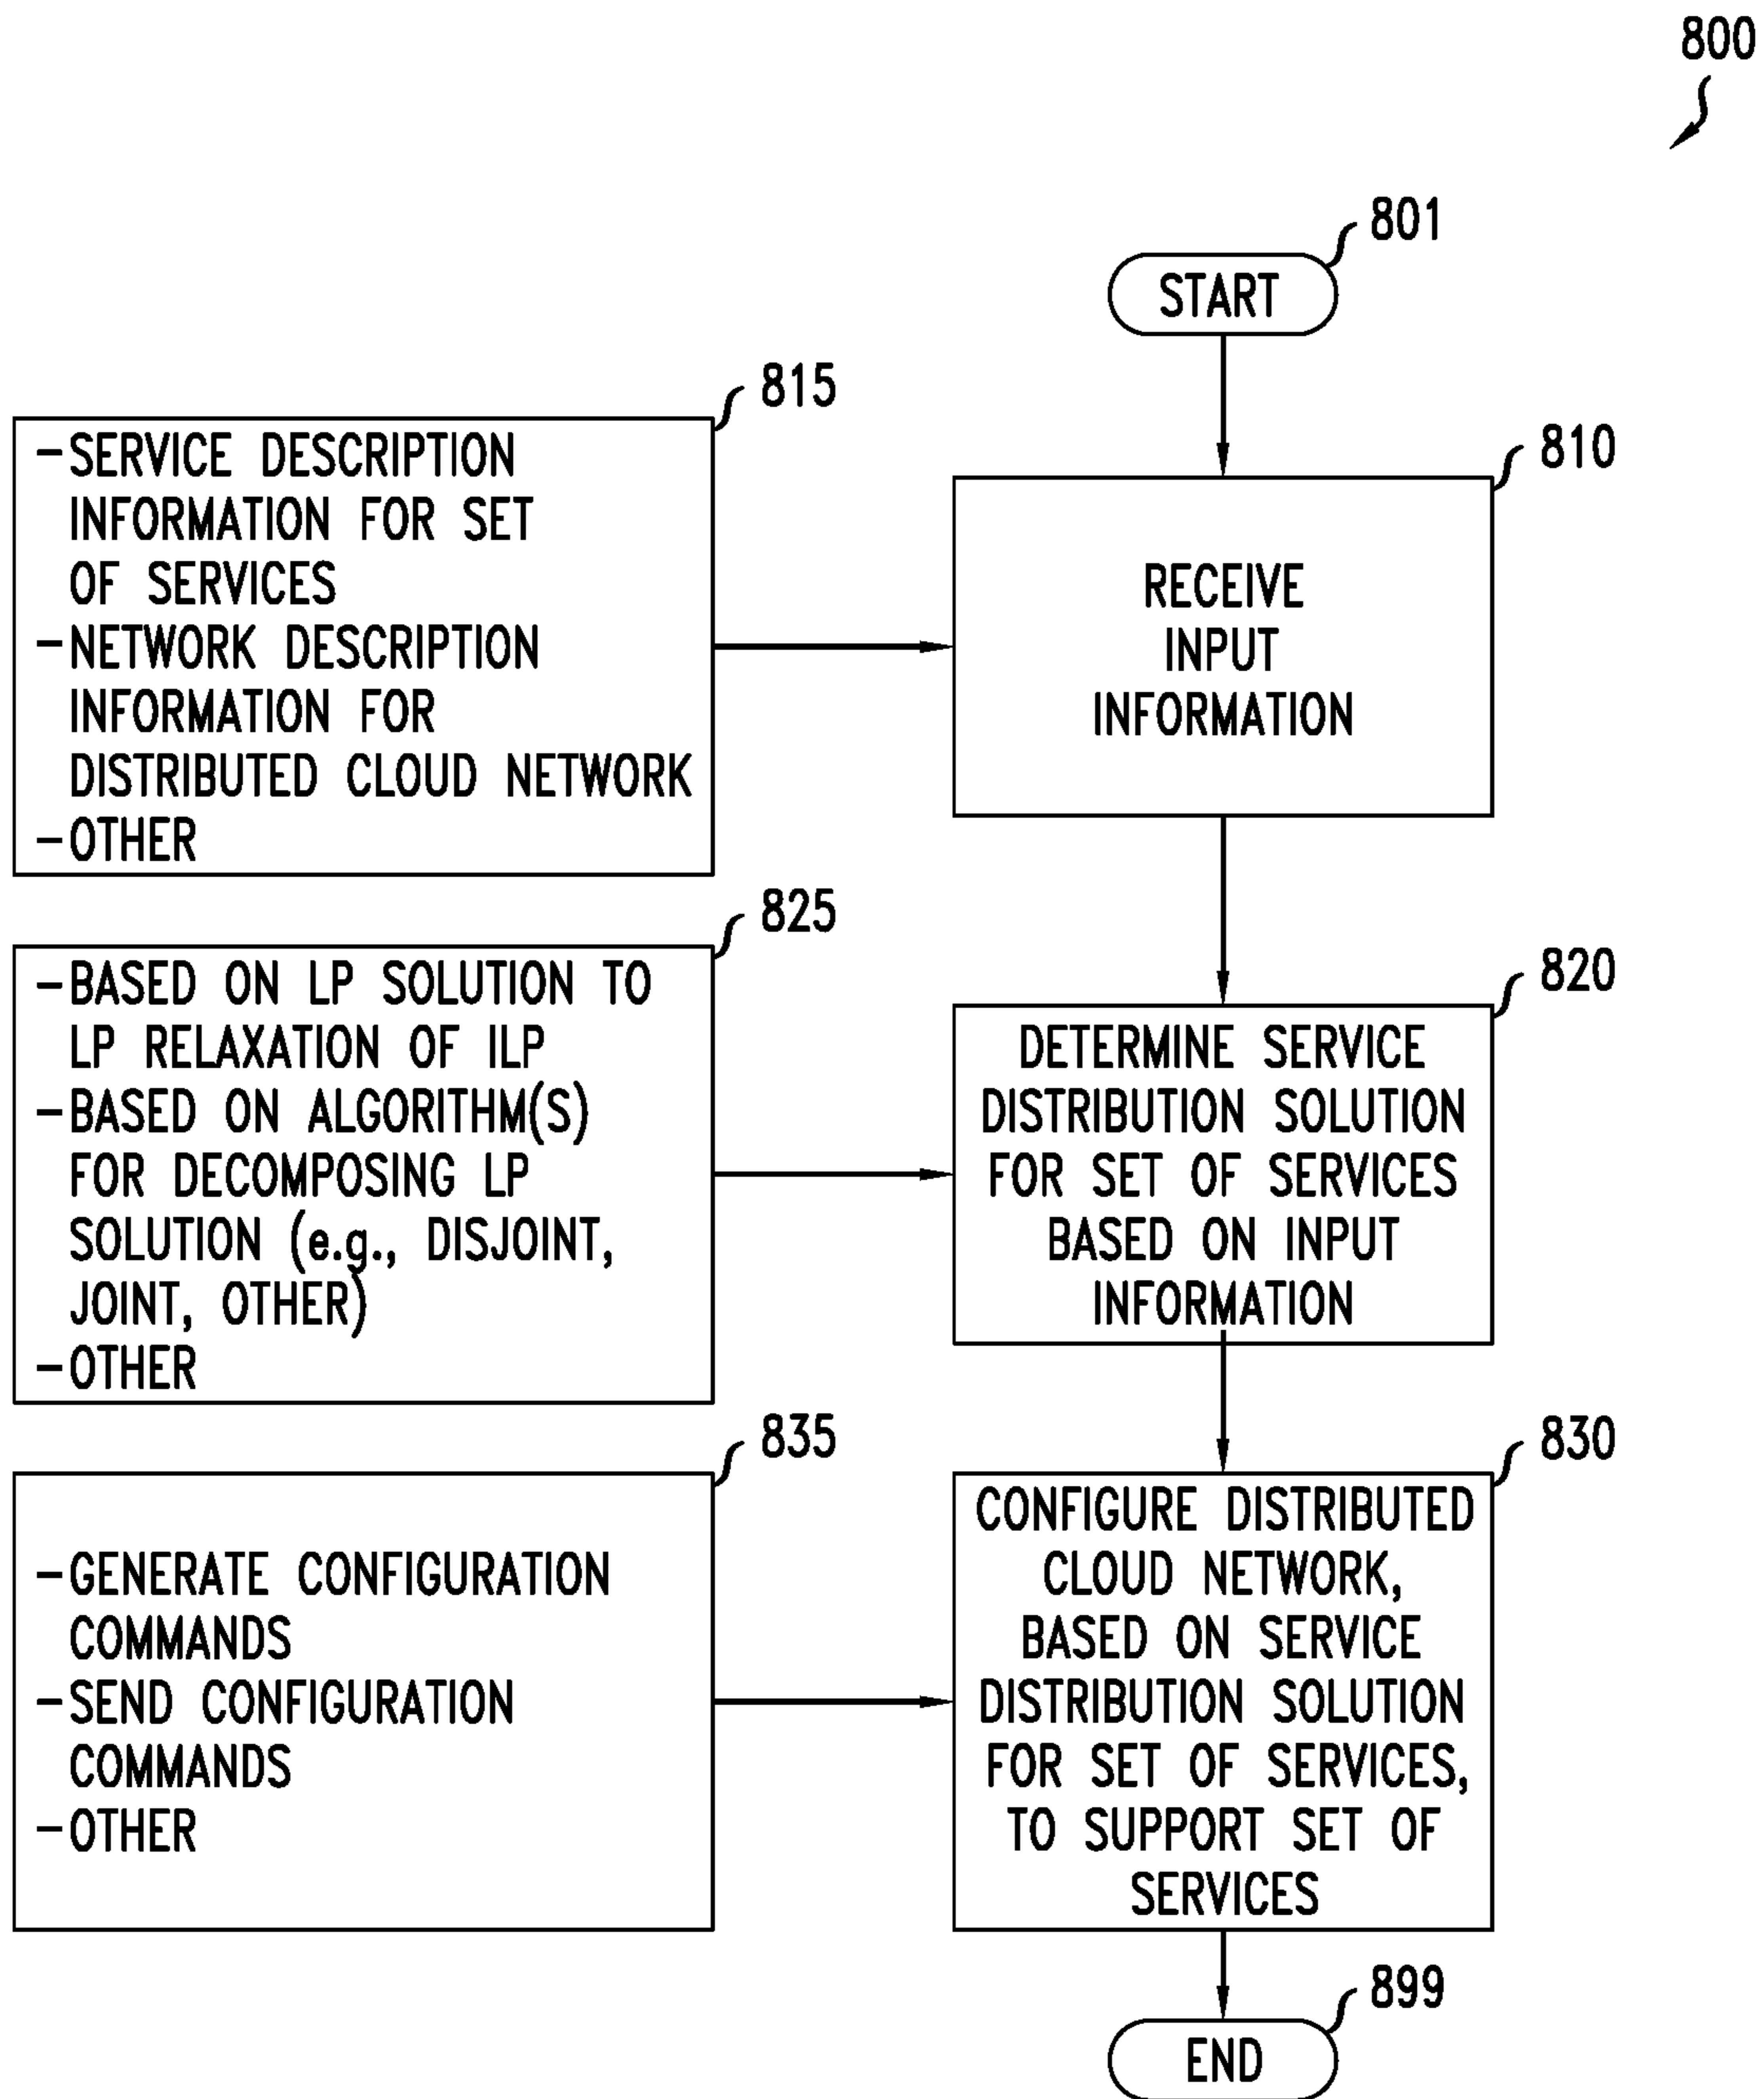 800
801
START
815
-SERVICE DESCRIPTION
INFORMATION FOR SET
OF SERVICES
-NETWORK DESCRIPTION
INFORMATION FOR
DISTRIBUTED CLOUD NETWORK
-OTHER
810
RECEIVE
INPUT
INFORMATION
825
-BASED ON LP SOLUTION TO
LP RELAXATION OF ILP
-BASED ON ALGORITHM(S)
FOR DECOMPOSING LP
SOLUTION (e.g., DISJOINT,
JOINT, OTHER)
-OTHER
820
DETERMINE SERVICE
DISTRIBUTION SOLUTION
FOR SET OF SERVICES
BASED ON INPUT
INFORMATION
835
-GENERATE CONFIGURATION
COMMANDS
-SEND CONFIGURATION
COMMANDS
-OTHER
830
CONFIGURE DISTRIBUTED
CLOUD NETWORK,
BASED ON SERVICE
DISTRIBUTION SOLUTION
FOR SET OF SERVICES,
TO SUPPORT SET OF
SERVICES
899
END